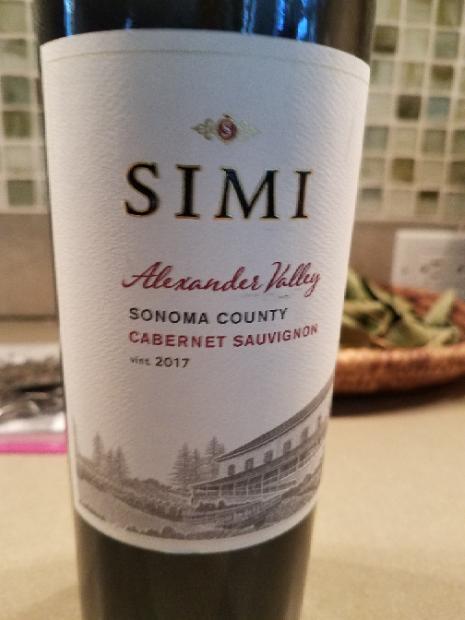 S
SIMI
Alexander Valley
SONOMA COUNTY
CABERNET SAUVIGNON
vint. 2017